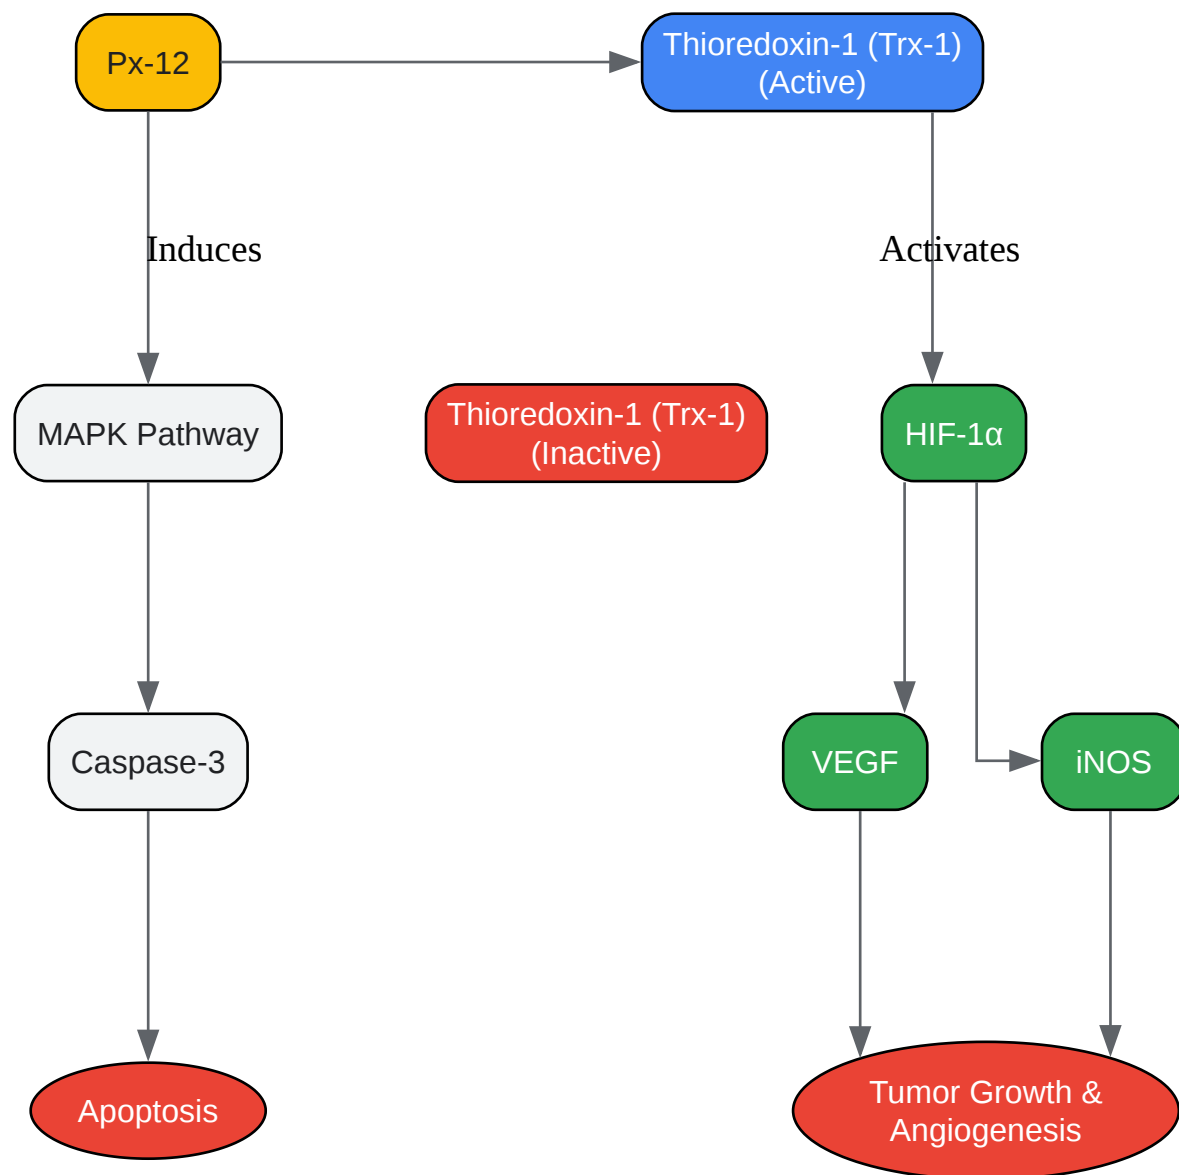 Px-12
Thioredoxin-1 (Trx-1)
(Active)
Induces
Activates
MAPK Pathway
Thioredoxin-1 (Trx-1)
(Inactive)
HIF-1α
Caspase-3
VEGF
iNOS
Apoptosis
Tumor Growth &
Angiogenesis